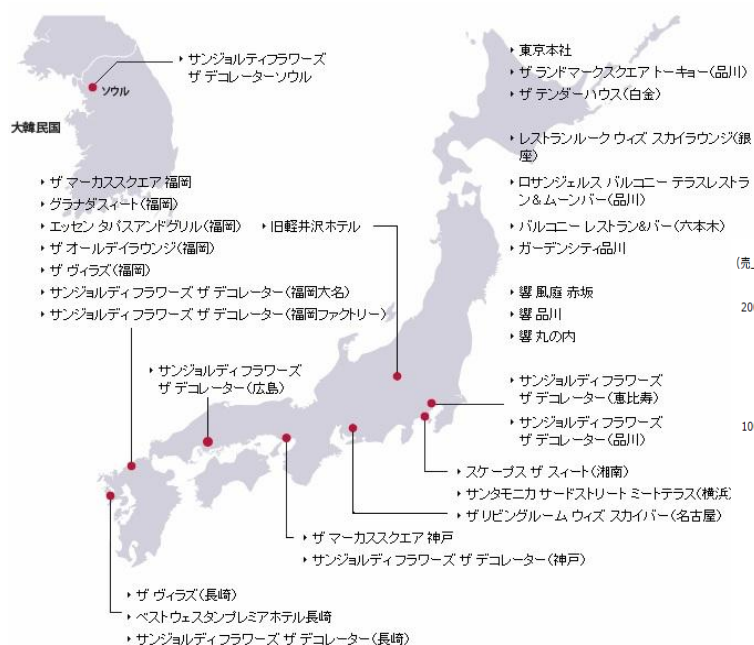 サンジョルティフラワーズ
ザ デコレーターソウル
ソウル
大韓民国
ザ マーカススクエア 福岡
グラナダスィート(福岡)
エッセン タパスアンドグリル(福岡)
ザ オールデイラウンジ(福岡)
ザ ヴィラズ(福岡)
サンジョルディ フラワーズ ザ デコレーター(福岡大名)
サンジョルディ フラワーズ ザ デコレーター(福岡ファクトリー)
旧軽井沢ホテル
サンジョルディ フラワーズ
ザ デコレーター(広島)
東京本社
ザ ランドマークスクエア トーキョー(品川)
ザ テンダーハウス(白金)
レストランルーク ウィズ スカイラウンジ(銀
座)
ロサンジェルス バルコニー テラスレストラ
ン&ムーンバー(品川)
バルコニー レストラン&バー(六本木)
ガーデンシティ品川
響 風庭 赤坂
響 品川
響 丸の内
サンジョルディ フラワーズ
ザ デコレーター(恵比寿)
サンジョルディ フラワーズ
ザ デコレーター(品川)
スケープス ザ スィート(湘南)
サンタモニカ サードストリート ミートテラス(横浜)
ザ リビングルーム ウィズ スカイバー(名古屋)
ザ マーカススクエア 神戸
サンジョルディ フラワーズ ザ デコレーター(神戸)
ザ ヴィラズ(長崎)
ベストウェスタンプレミアホテル長崎
サンジョルディ フラワーズ ザ デコレーター(長崎)
(売
20
10